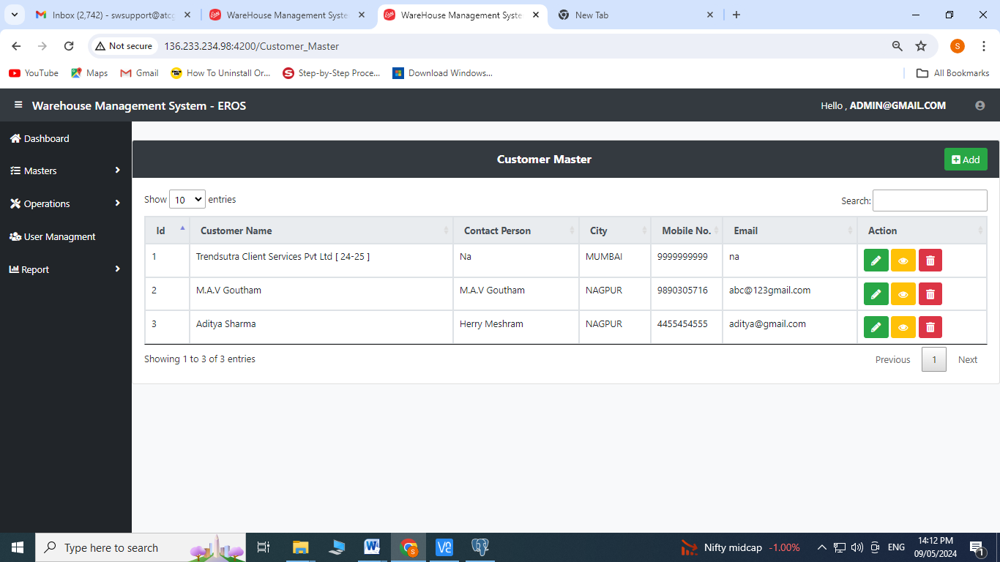 Inbox (2,742) - swsupport@atcg
WareHouse Management Syste
WareHouse Management Syste
New Tab
Not secure
136.233.234.98:4200/Customer_Master
S
YouTube
Maps
Gmail
How To Uninstall Or...
Step-by-Step Proce...
Download Windows...
All Bookmarks
Warehouse Management System - EROS
Hello , ADMIN@GMAIL.COM
Dashboard
Masters
Operations
User Managment
Report
Customer Master
Add
Show 10 entries
Search:
Id Customer Name Contact Person City Mobile No. Email Action
1 Trendsutra Client Services Pvt Ltd [ 24-25 ] Na MUMBAI 9999999999 na
2 M.A.V Goutham M.A.V Goutham NAGPUR 9890305716 abc@123gmail.com
3 Aditya Sharma Herry Meshram NAGPUR 4455454555 aditya@gmail.com
Showing 1 to 3 of 3 entries
Previous 1 Next
Type here to search
Nifty midcap -1.00%
ENG
14:12 PM
09/05/2024
1